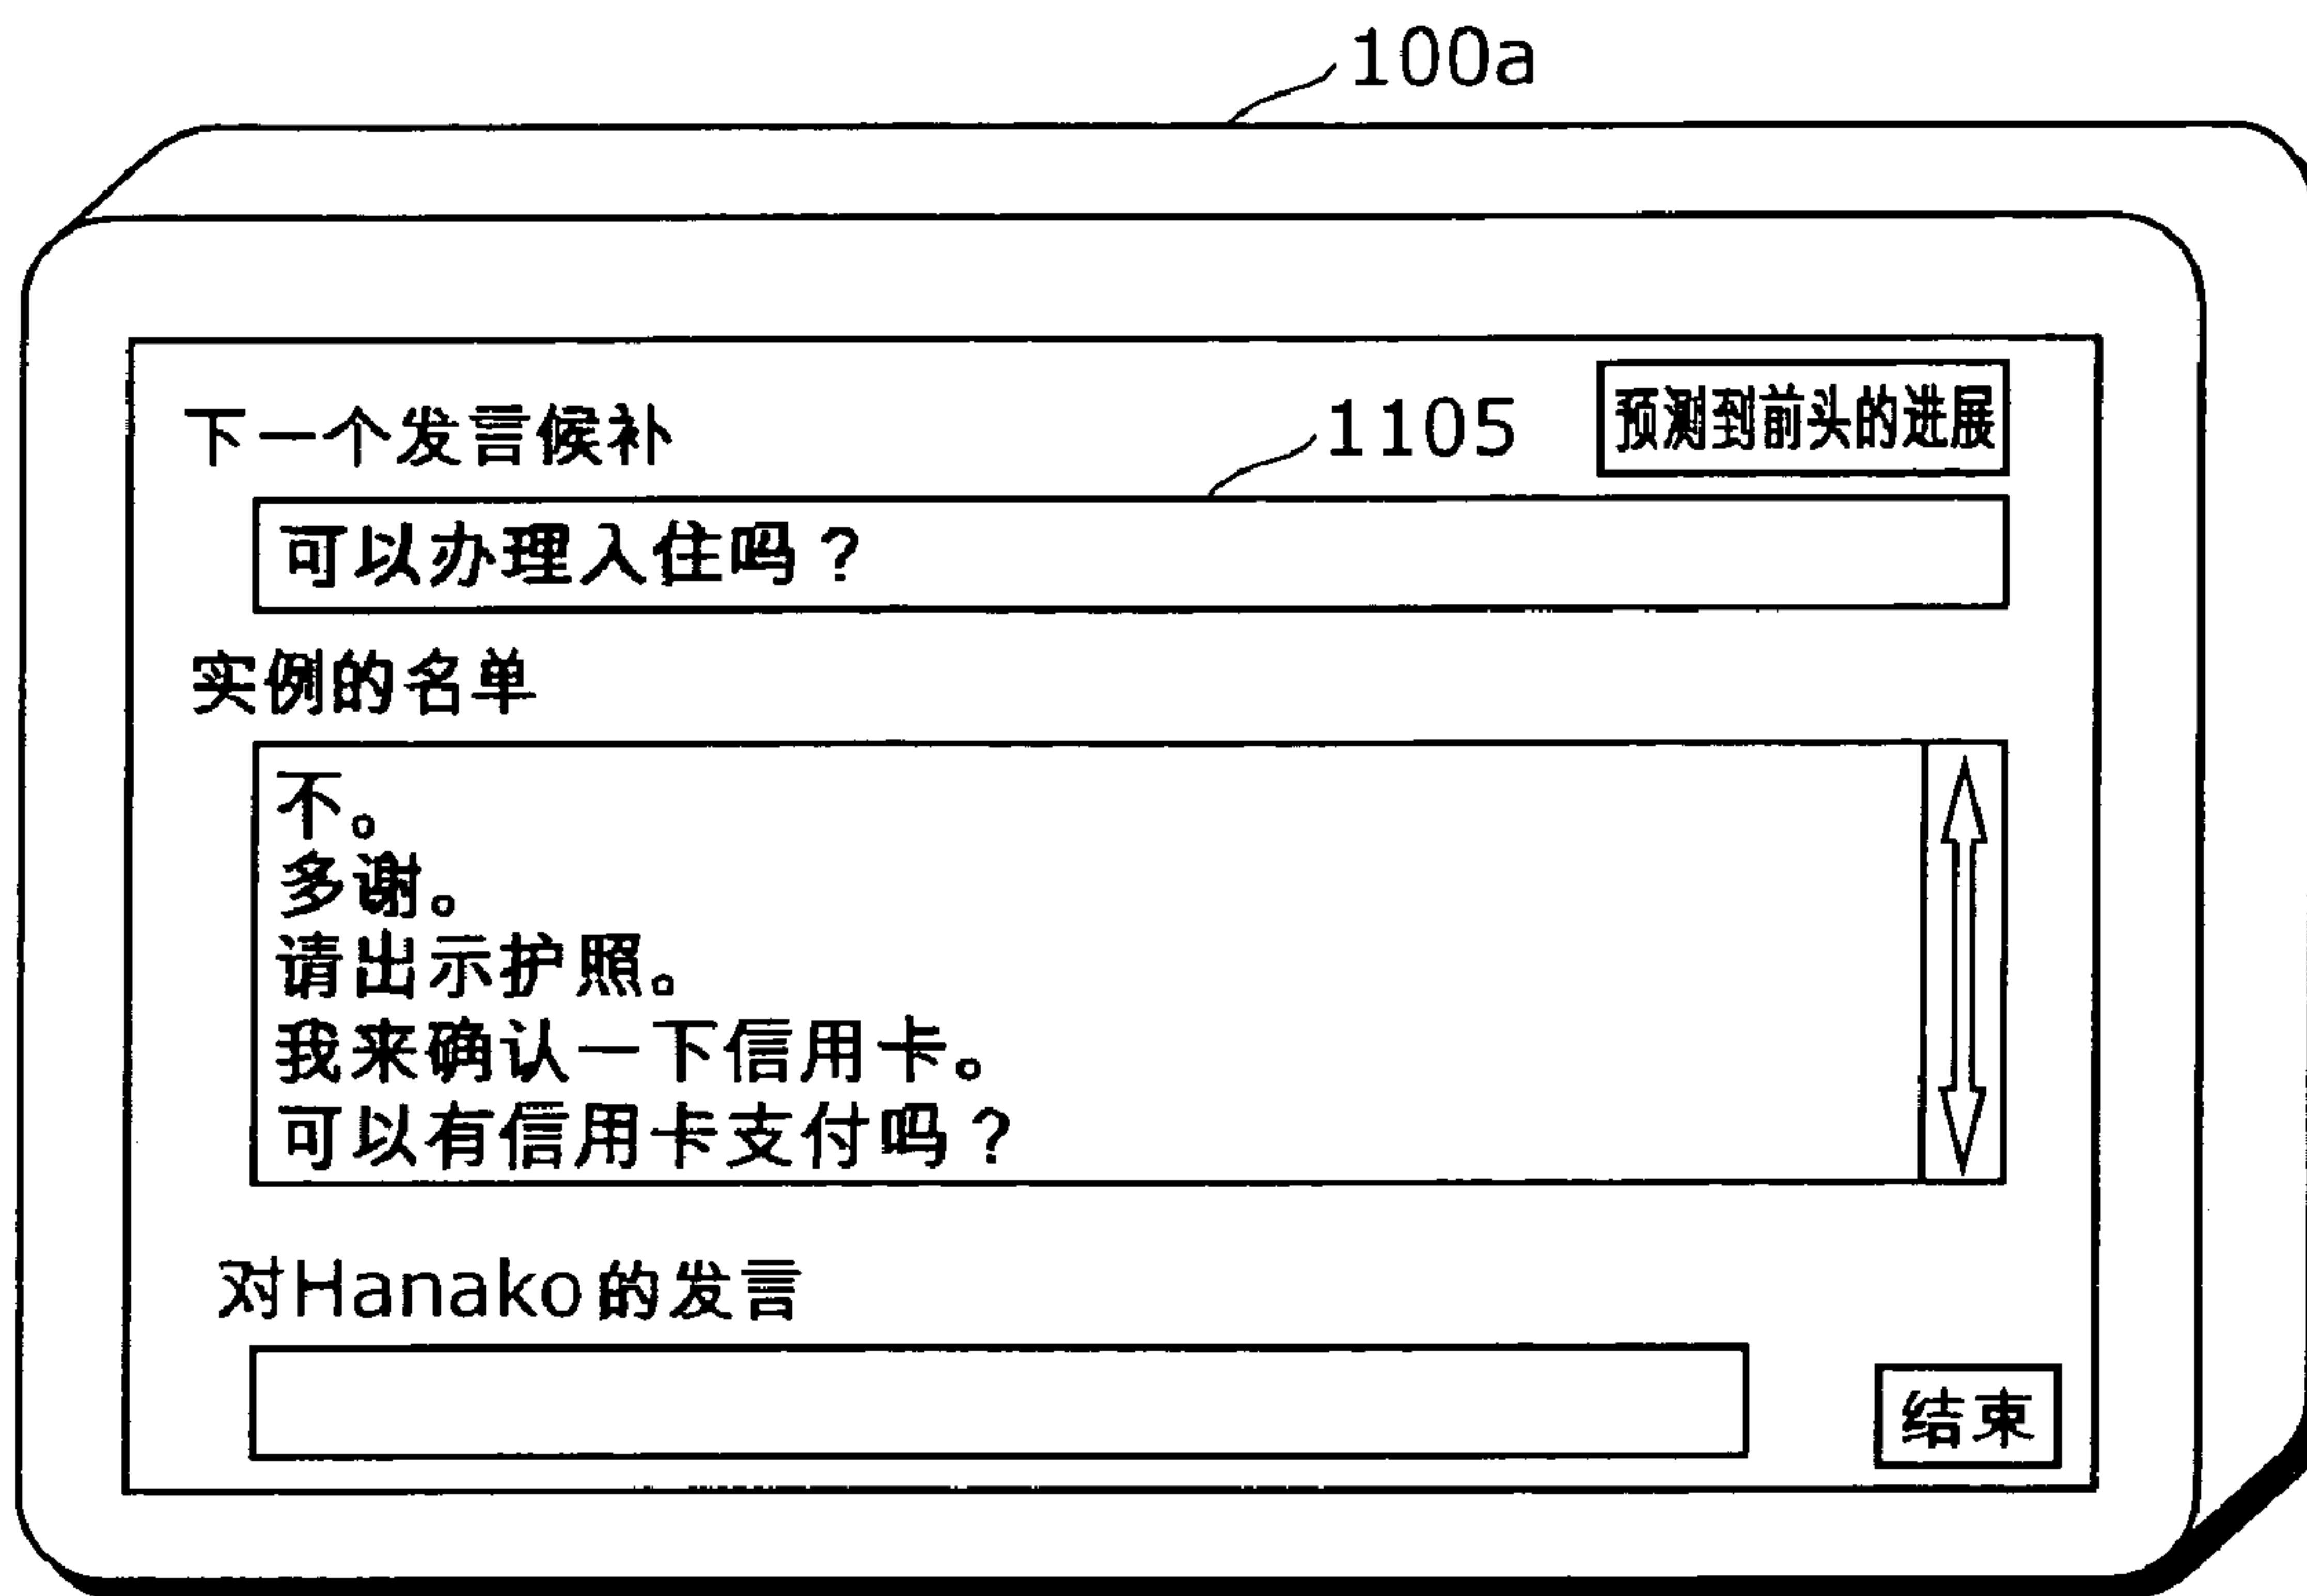 100a
下一个发言候补
1105
预测到前头的进展
可以办理入住吗？
实例的名单
不。
多谢。
请出示护照。
我来确认一下信用卡。
可以有信用卡支付吗？
对Hanako的发言
结束